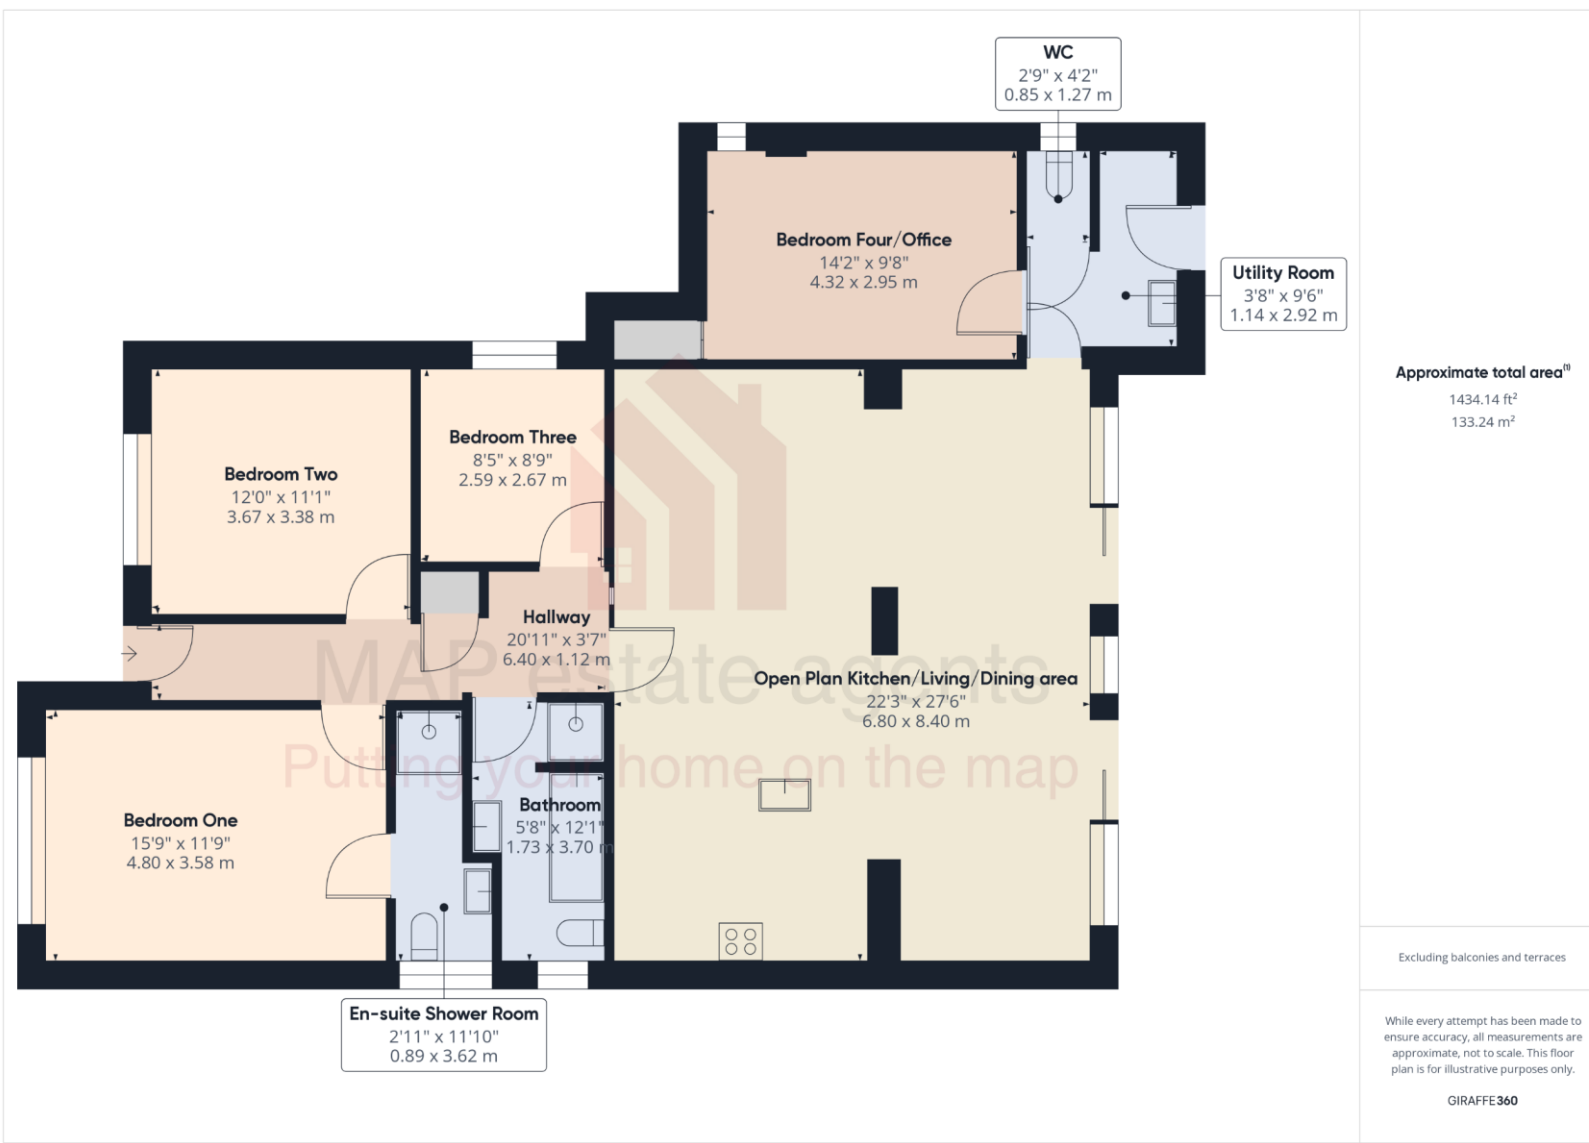 WC
2'9" x 4'2"
0.85 x 1.27 m
Bedroom Four/Office
14'2" x 9'8"
4.32 x 2.95 m
Utility Room
3'8" x 9'6"
1.14 x 2.92 m
Bedroom Three
8'5" x 8'9"
2.59 x 2.67 m
Bedroom Two
12'0" x 11'1"
3.67 x 3.38 m
Hallway
20'11" x 3'7"
6.40 x 1.12 m
MAP estate agents
Putting your home on the map
Open Plan Kitchen/Living/Dining area
22'3" x 27'6"
6.80 x 8.40 m
Bedroom One
15'9" x 11'9"
4.80 x 3.58 m
Bathroom
5'8" x 12'1"
1.73 x 3.70 m
En-suite Shower Room
2'11" x 11'10"
0.89 x 3.62 m
Approximate total area⁽¹⁾
1434.14 ft²
133.24 m²
Excluding balconies and terraces
While every attempt has been made to
ensure accuracy, all measurements are
approximate, not to scale. This floor
plan is for illustrative purposes only.
GIRAFFE360